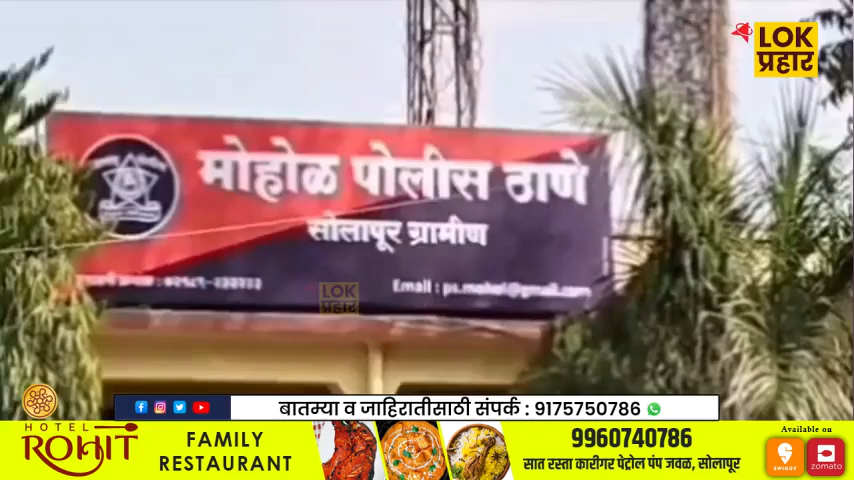 LOK
प्रहार
मोहोळ पोलीस ठाणे
सोलापूर ग्रामीण
Email : ps.mohol@gmail.com
LOK
प्रहार
बातम्या व जाहिरातीसाठी संपर्क : 9175750786
HOTEL
ROHIT
FAMILY
RESTAURANT
9960740786
सात रस्ता कारीगर पेट्रोल पंप जवळ, सोलापूर
Available on
SWIGGY
zomato